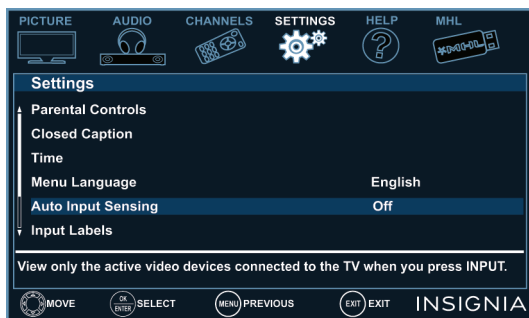 PICTURE AUDIO CHANNELS SETTINGS HELP MHL
MHL
Settings
Parental Controls
Closed Caption
Time
Menu Language English
Auto Input Sensing Off
Input Labels
View only the active video devices connected to the TV when you press INPUT.
MOVE OK ENTER SELECT MENU PREVIOUS EXIT EXIT INSIGNIA